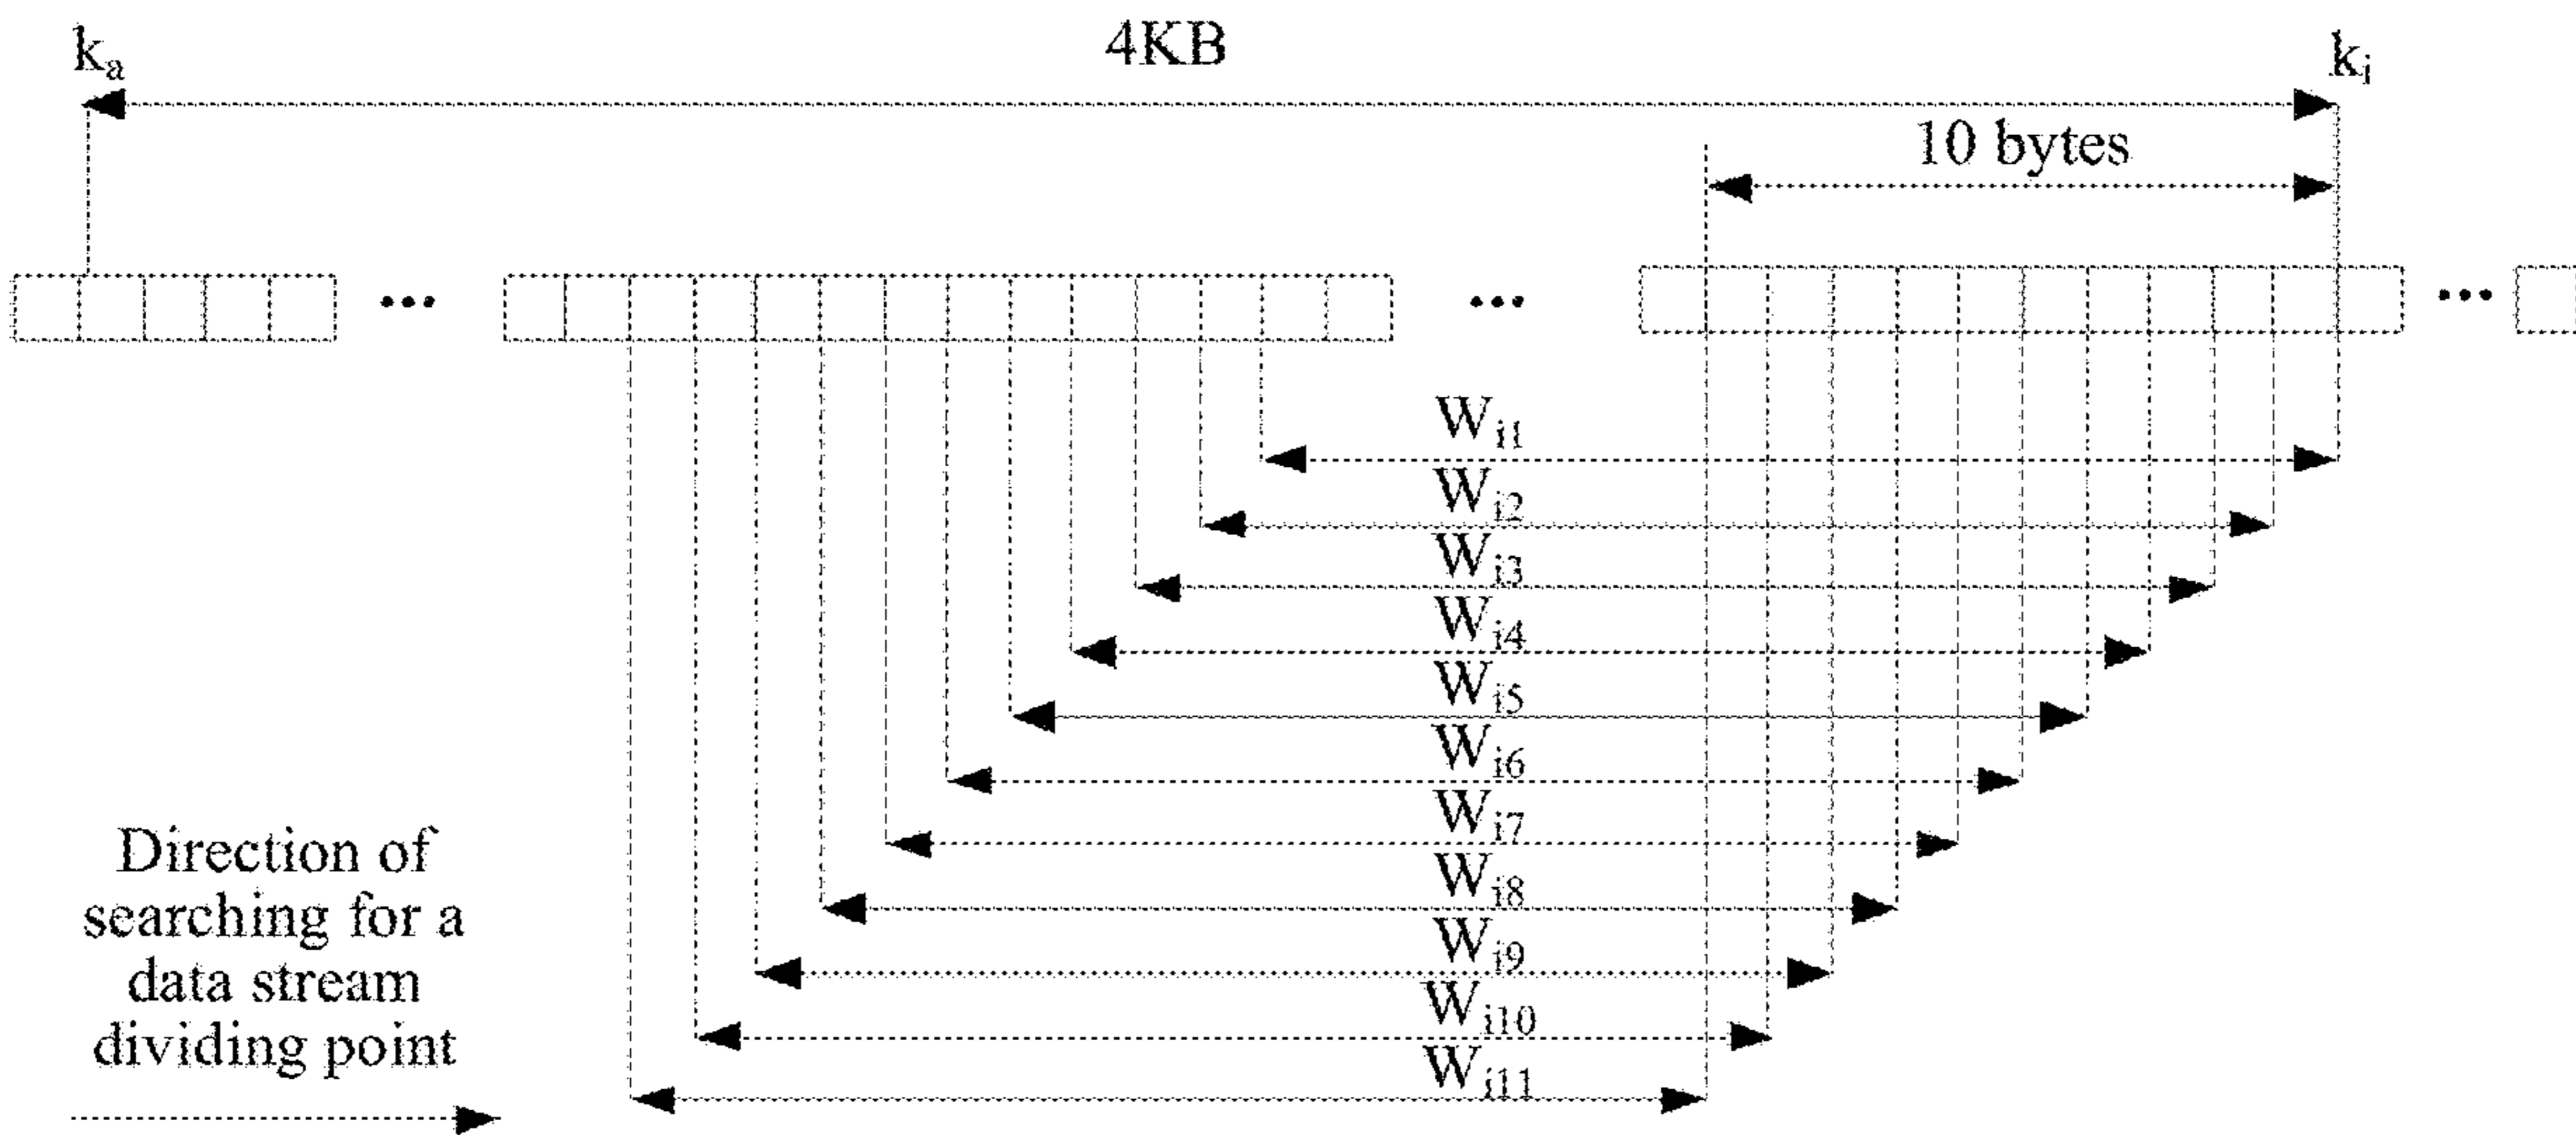 kₐ
4KB
kᵢ
10 bytes
...
...
...
Wi1
Wi2
Wi3
Wi4
Wi5
Wi6
Wi7
Wi8
Wi9
Wi10
Wi11
Direction of
searching for a
data stream
dividing point